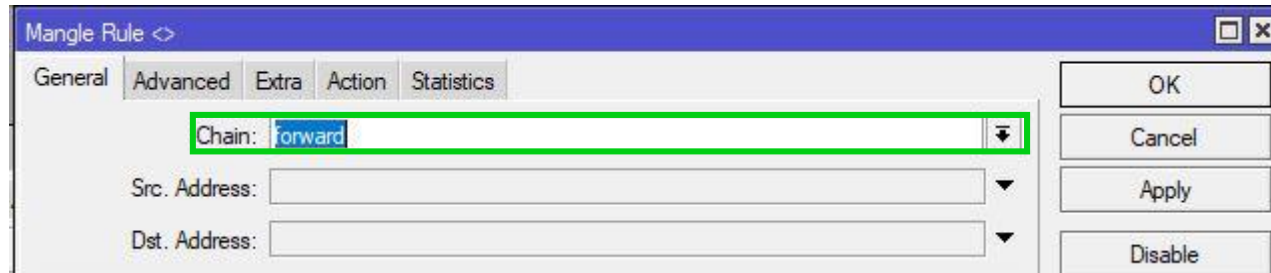 Mangle Rule <>
General Advanced Extra Action Statistics
OK
Chain: forward
Cancel
Src. Address:
Apply
Dst. Address:
Disable